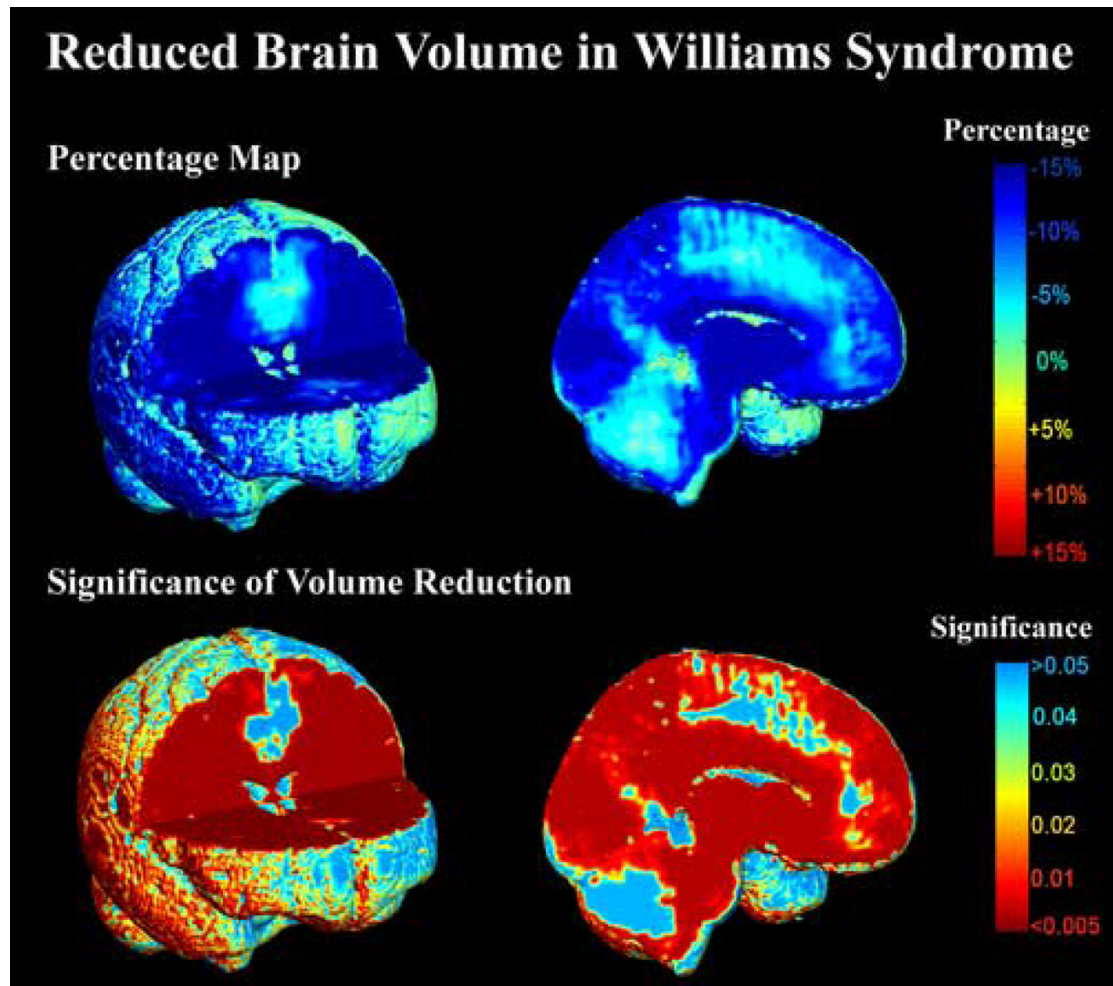 Reduced Brain Volume in Williams Syndrome
Percentage Map
Percentage
-15%
-10%
-5%
0%
+5%
+10%
+15%
Significance of Volume Reduction
Significance
>0.05
0.04
0.03
0.02
0.01
<0.005